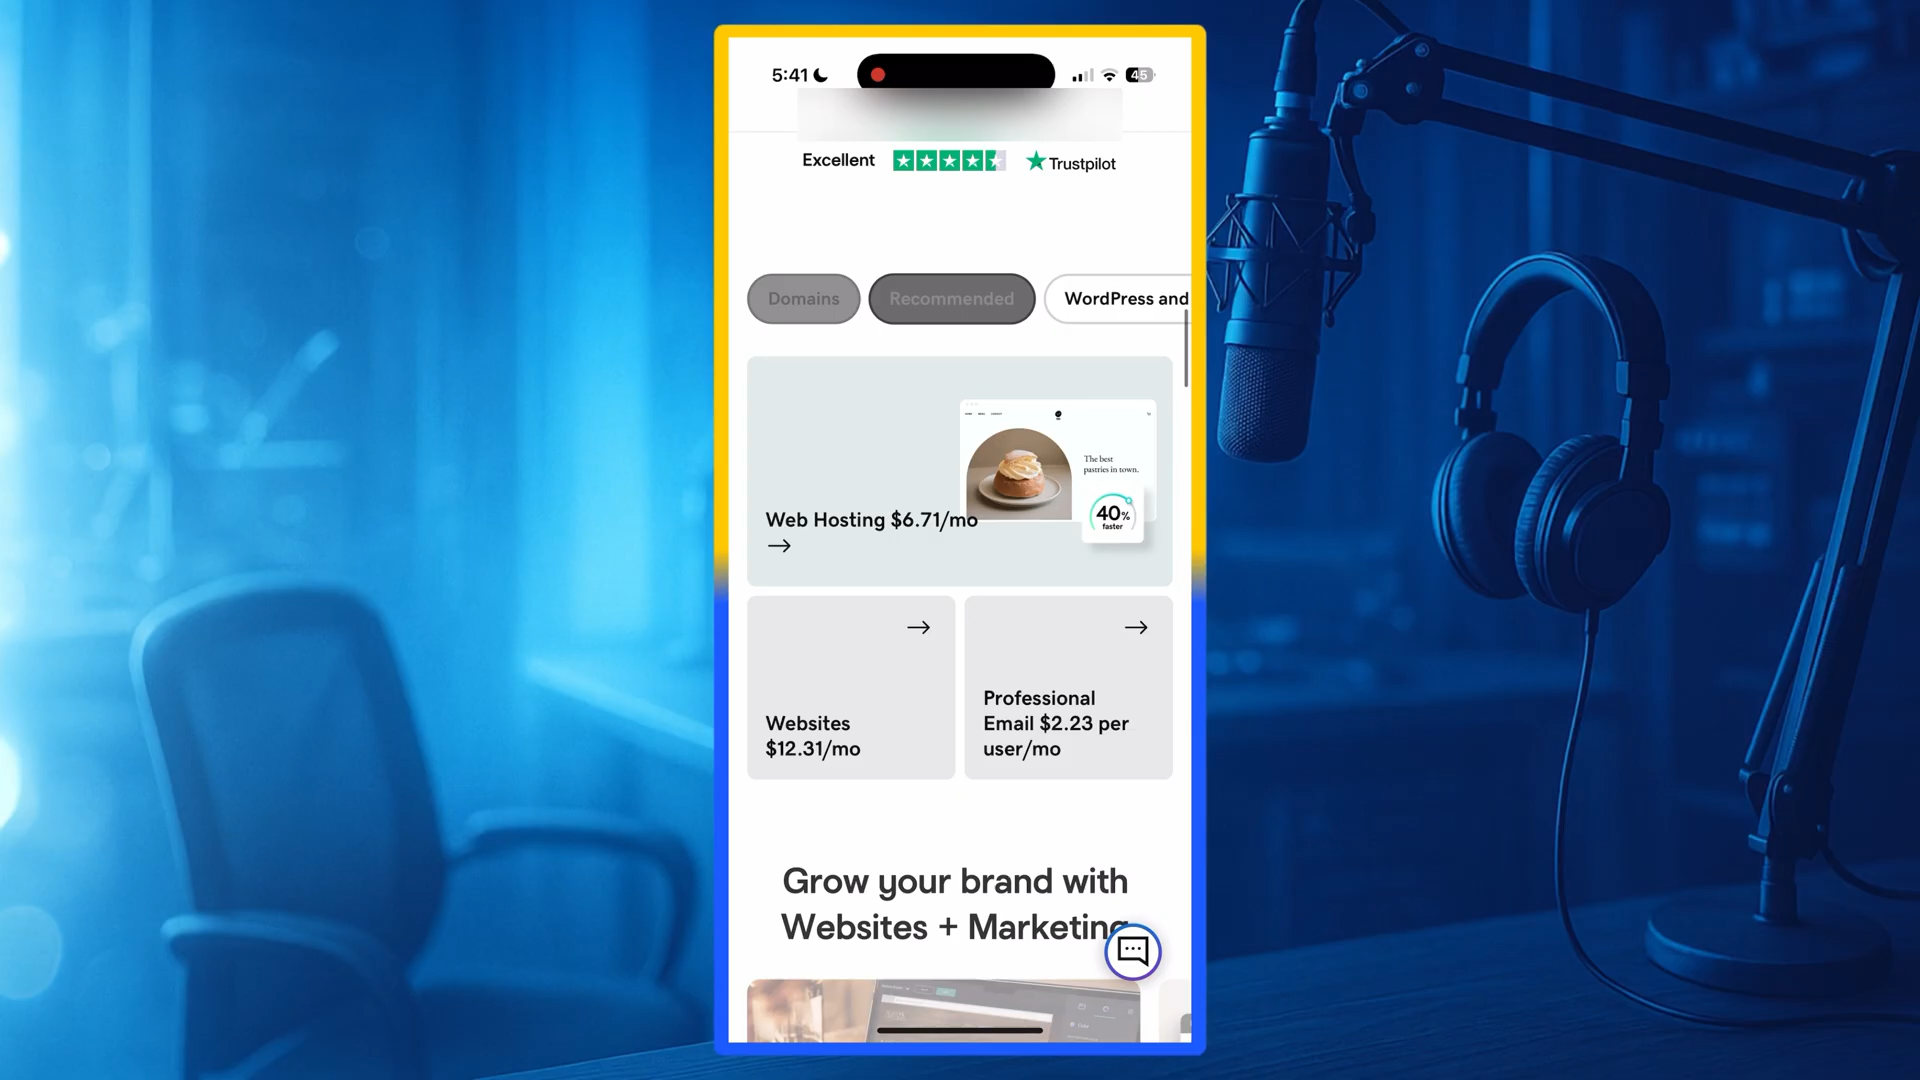 5:41
45
Excellent
Trustpilot
Domains
Recommended
WordPress and
The best
pastries in town.
40%
faster
Web Hosting $6.71/mo
Websites
$12.31/mo
Professional
Email $2.23 per
user/mo
Grow your brand with
Websites + Marketing